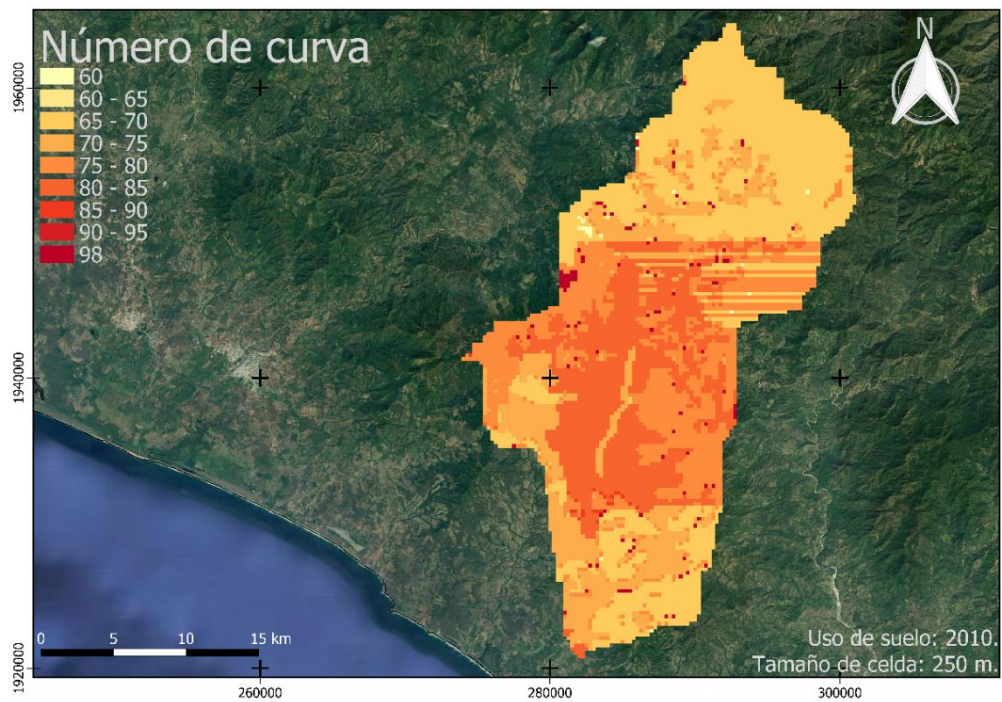 Número de curva
60
60 - 65
65 - 70
70 - 75
75 - 80
80 - 85
85 - 90
90 - 95
98
N
1960000
1940000
1920000
0 5 10 15 km
Uso de suelo: 2010.
Tamaño de celda: 250 m.
260000 280000 300000